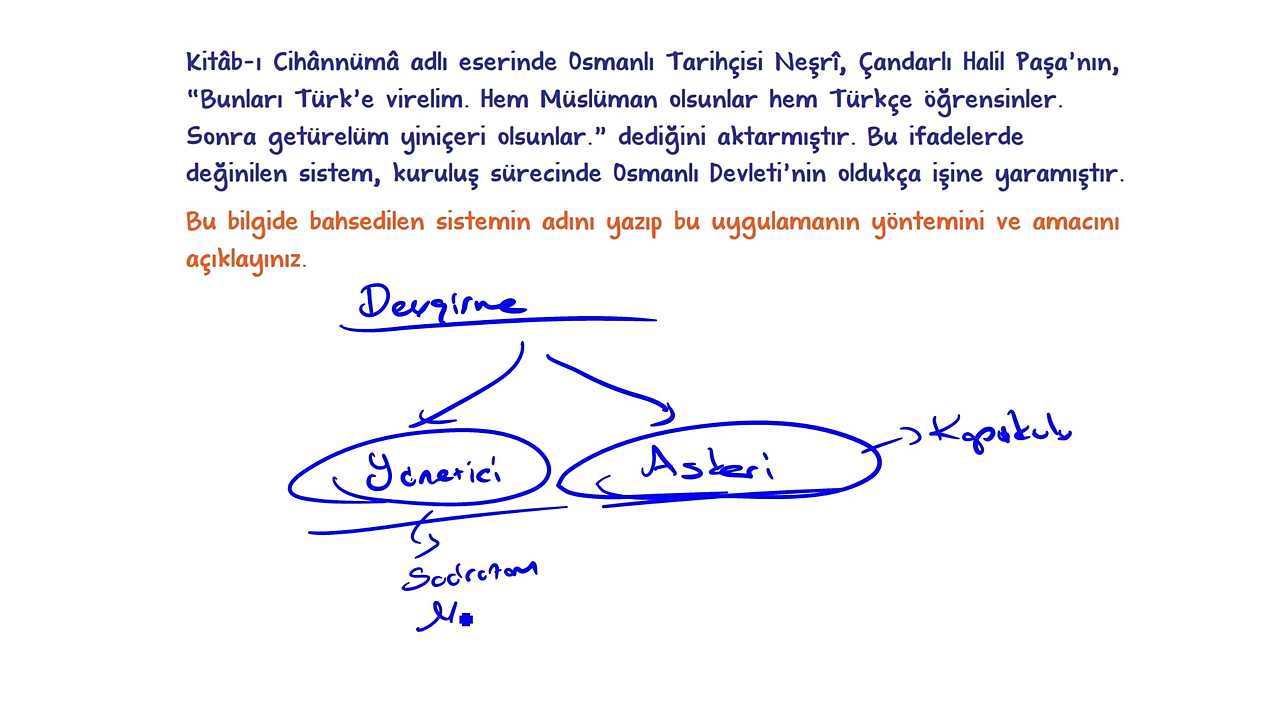 Kitâb-ı Cihânnümâ adlı eserinde Osmanlı Tarihçisi Neşrî, Çandarlı Halil Paşa'nın,
“Bunları Türk'e virelim. Hem Müslüman olsunlar hem Türkçe öğrensinler.
Sonra getürelüm yiniçeri olsunlar.” dediğini aktarmıştır. Bu ifadelerde
değinilen sistem, kuruluş sürecinde Osmanlı Devleti'nin oldukça işine yaramıştır.
Bu bilgide bahsedilen sistemin adını yazıp bu uygulamanın yöntemini ve amacını
açıklayınız.
Devşirme
Yönetici Askeri Kapıkulu
Sadrazam